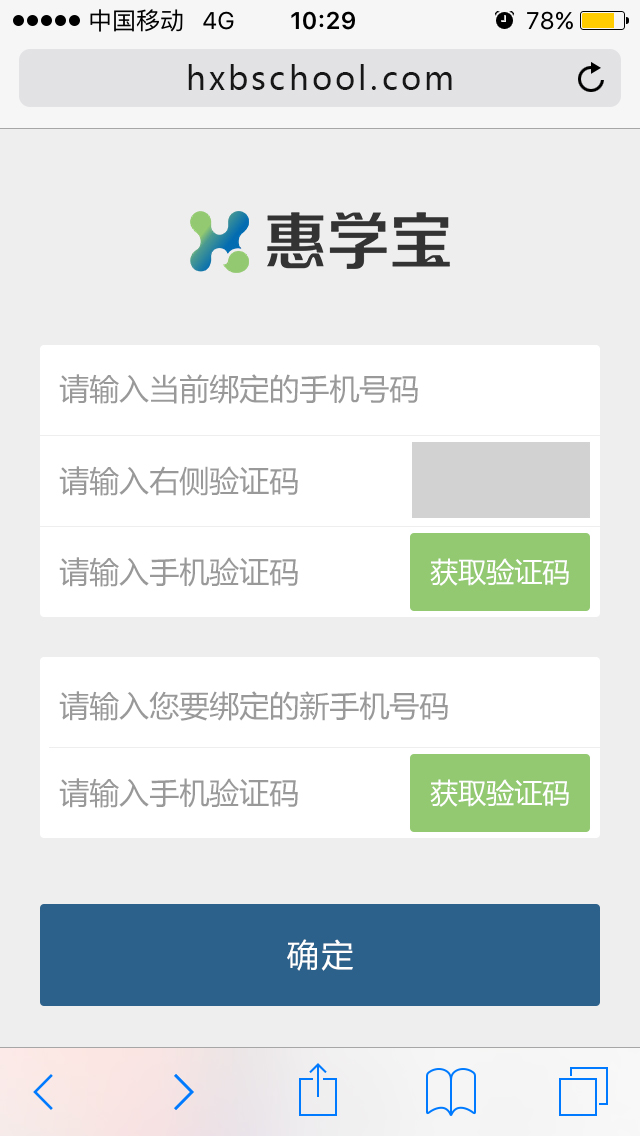 中国移动 4G 10:29 78%
hxbschool.com
惠学宝
请输入当前绑定的手机号码
请输入右侧验证码
请输入手机验证码 获取验证码
请输入您要绑定的新手机号码
请输入手机验证码 获取验证码
确定